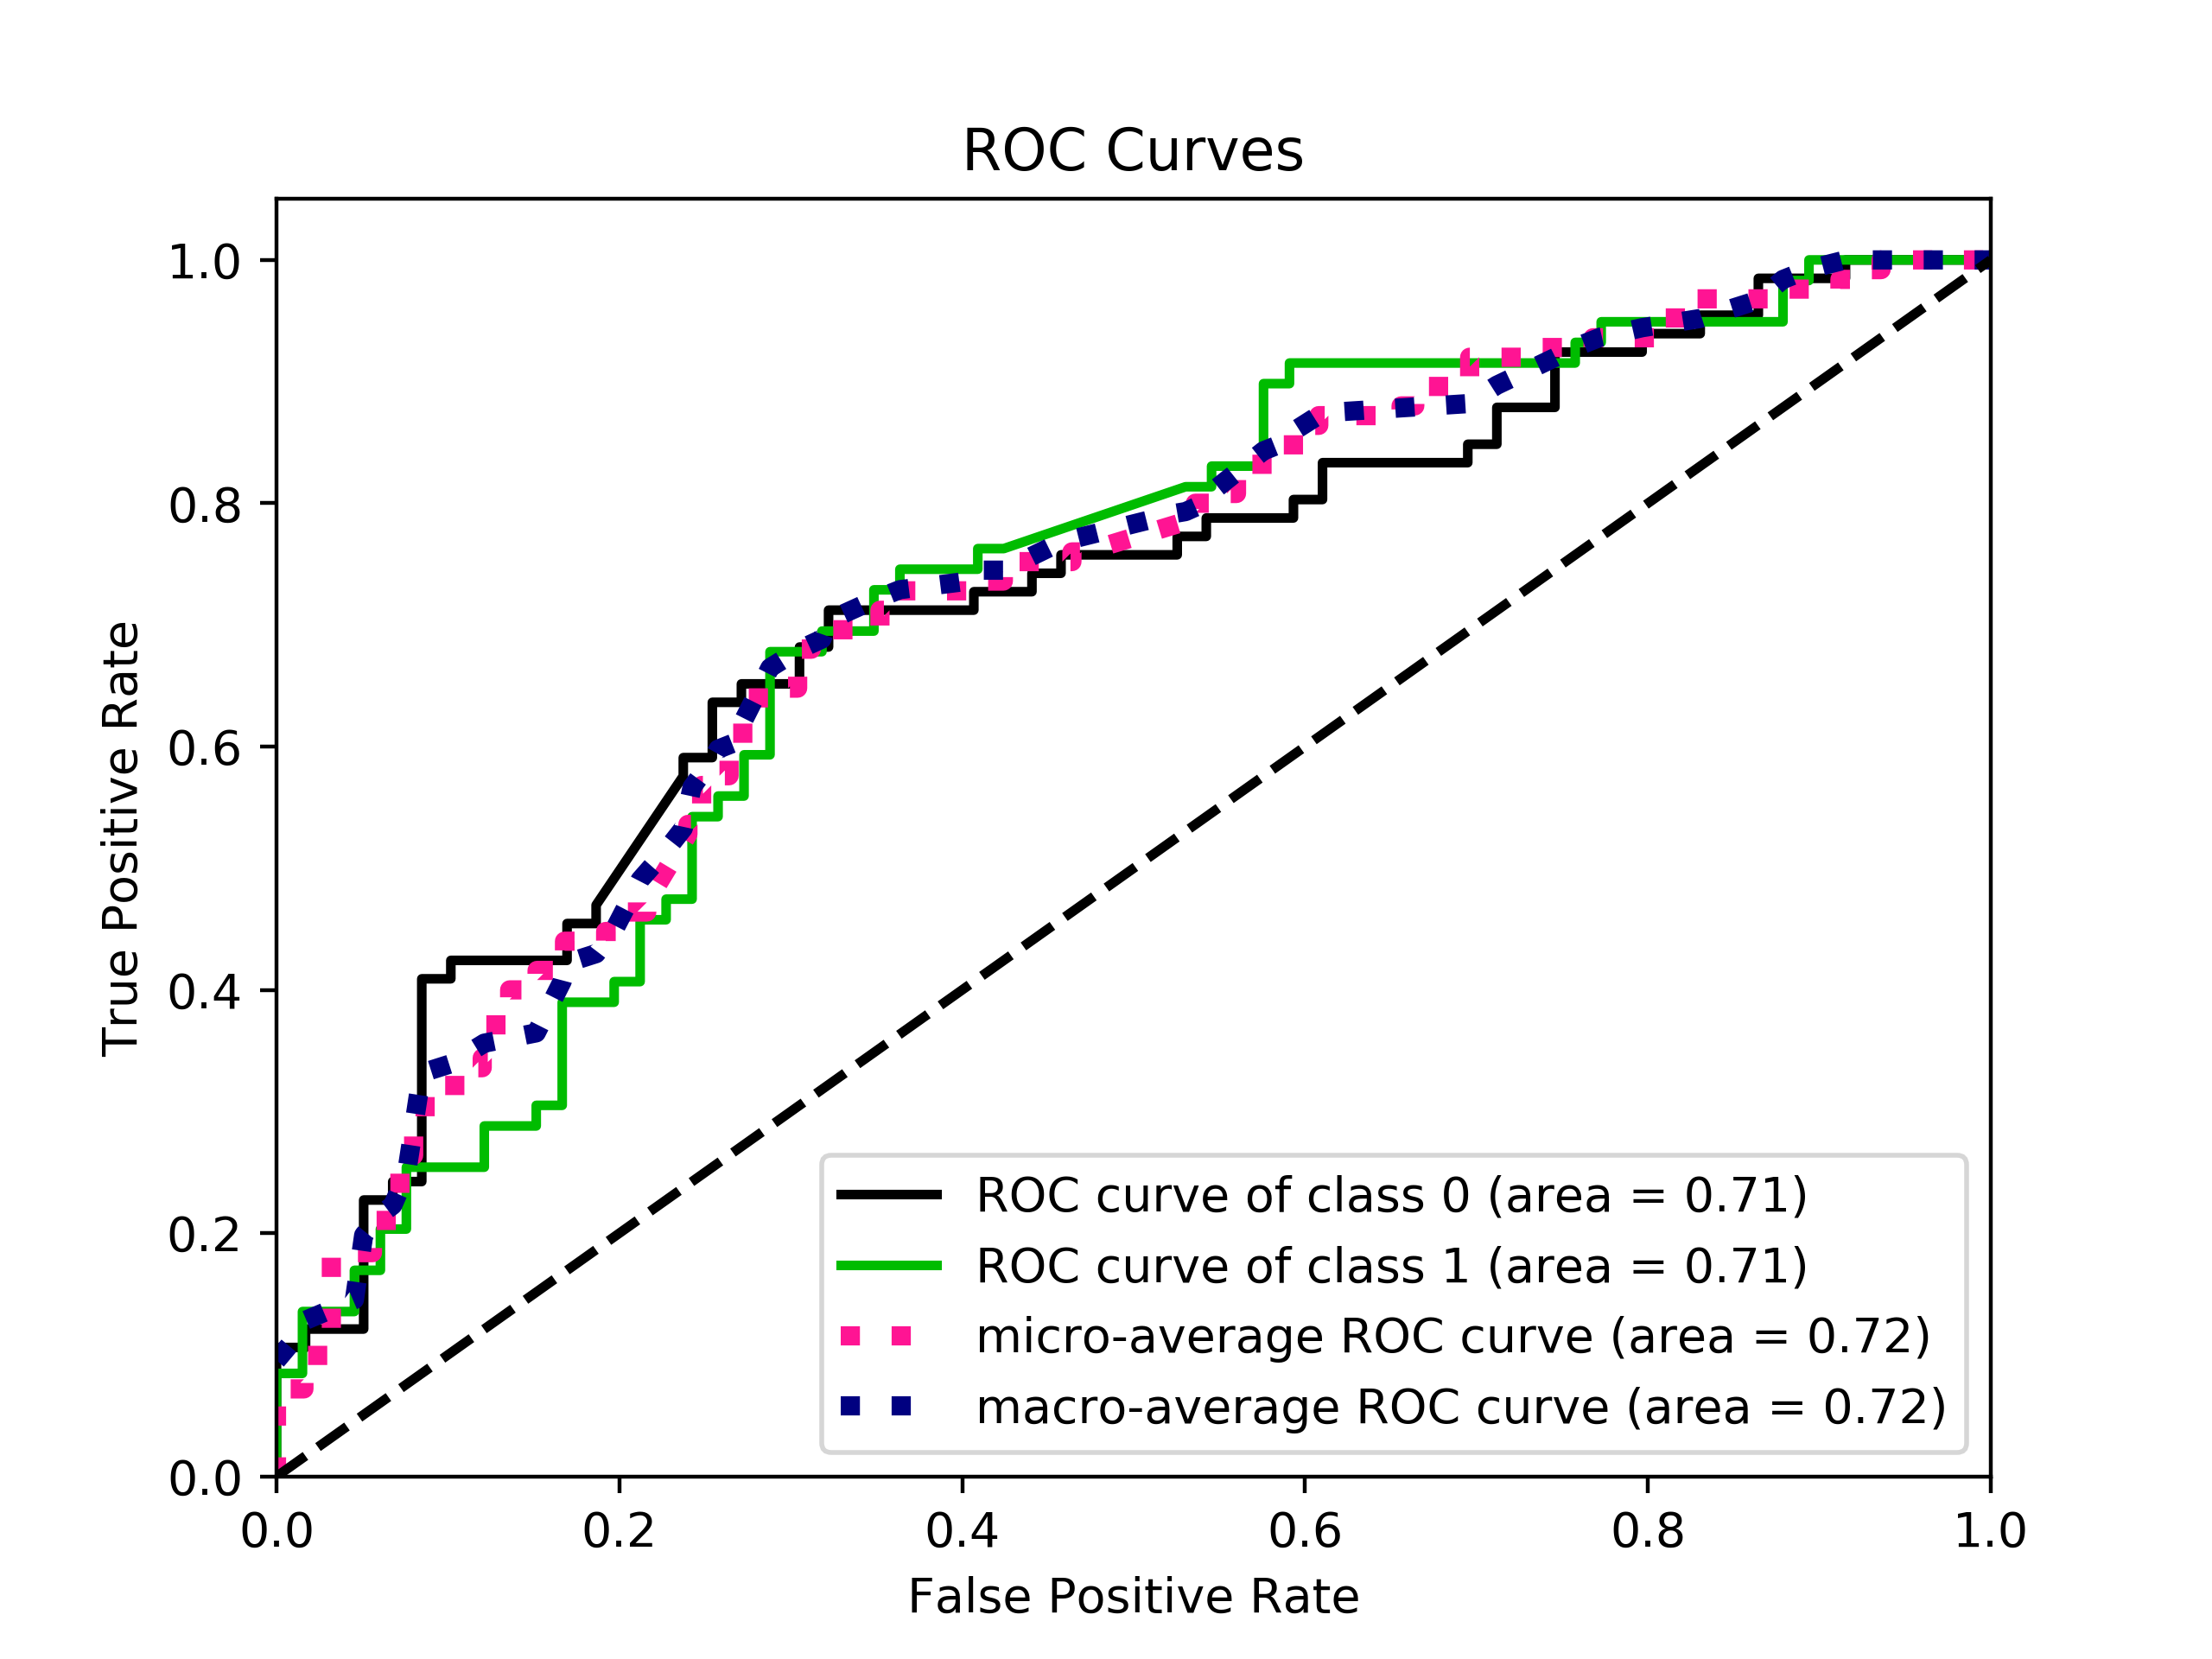 ROC Curves
True Positive Rate
1.0
0.8
0.6
0.4
0.2
0.0
0.0 0.2 0.4 0.6 0.8 1.0
False Positive Rate
ROC curve of class 0 (area = 0.71)
ROC curve of class 1 (area = 0.71)
micro-average ROC curve (area = 0.72)
macro-average ROC curve (area = 0.72)